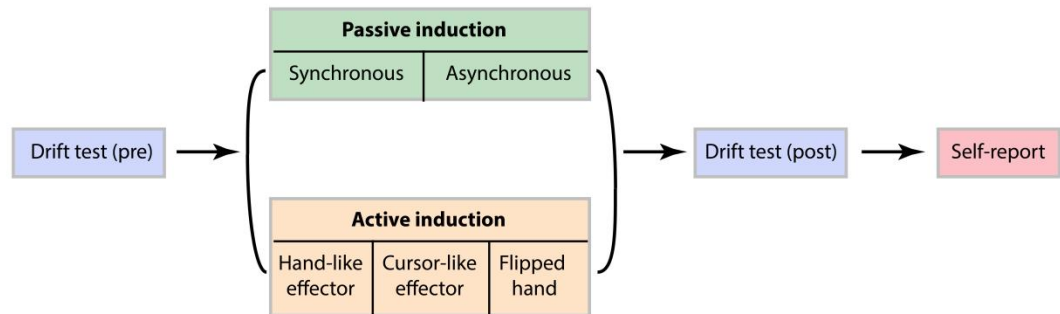 Passive induction
Synchronous
Asynchronous
Drift test (pre)
Drift test (post)
Self-report
Active induction
Hand-like
effector
Cursor-like
effector
Flipped
hand